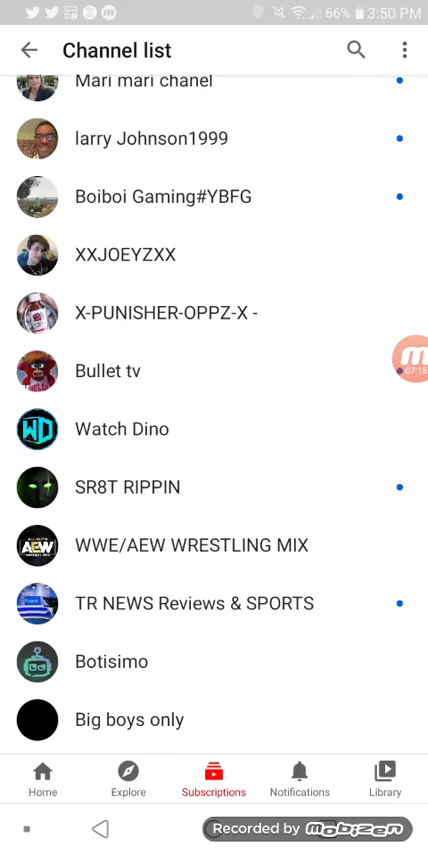 66% 3:50 PM
Channel list
Mari mari chanel
larry Johnson1999
Boiboi Gaming#YBFG
XXJOEYZXX
X-PUNISHER-OPPZ-X -
Bullet tv
07:15
Watch Dino
WD
SR8T RIPPIN
AEW
WWE/AEW WRESTLING MIX
TR NEWS Reviews & SPORTS
Botisimo
Big boys only
Home Explore Subscriptions Notifications Library
Recorded by mobizen